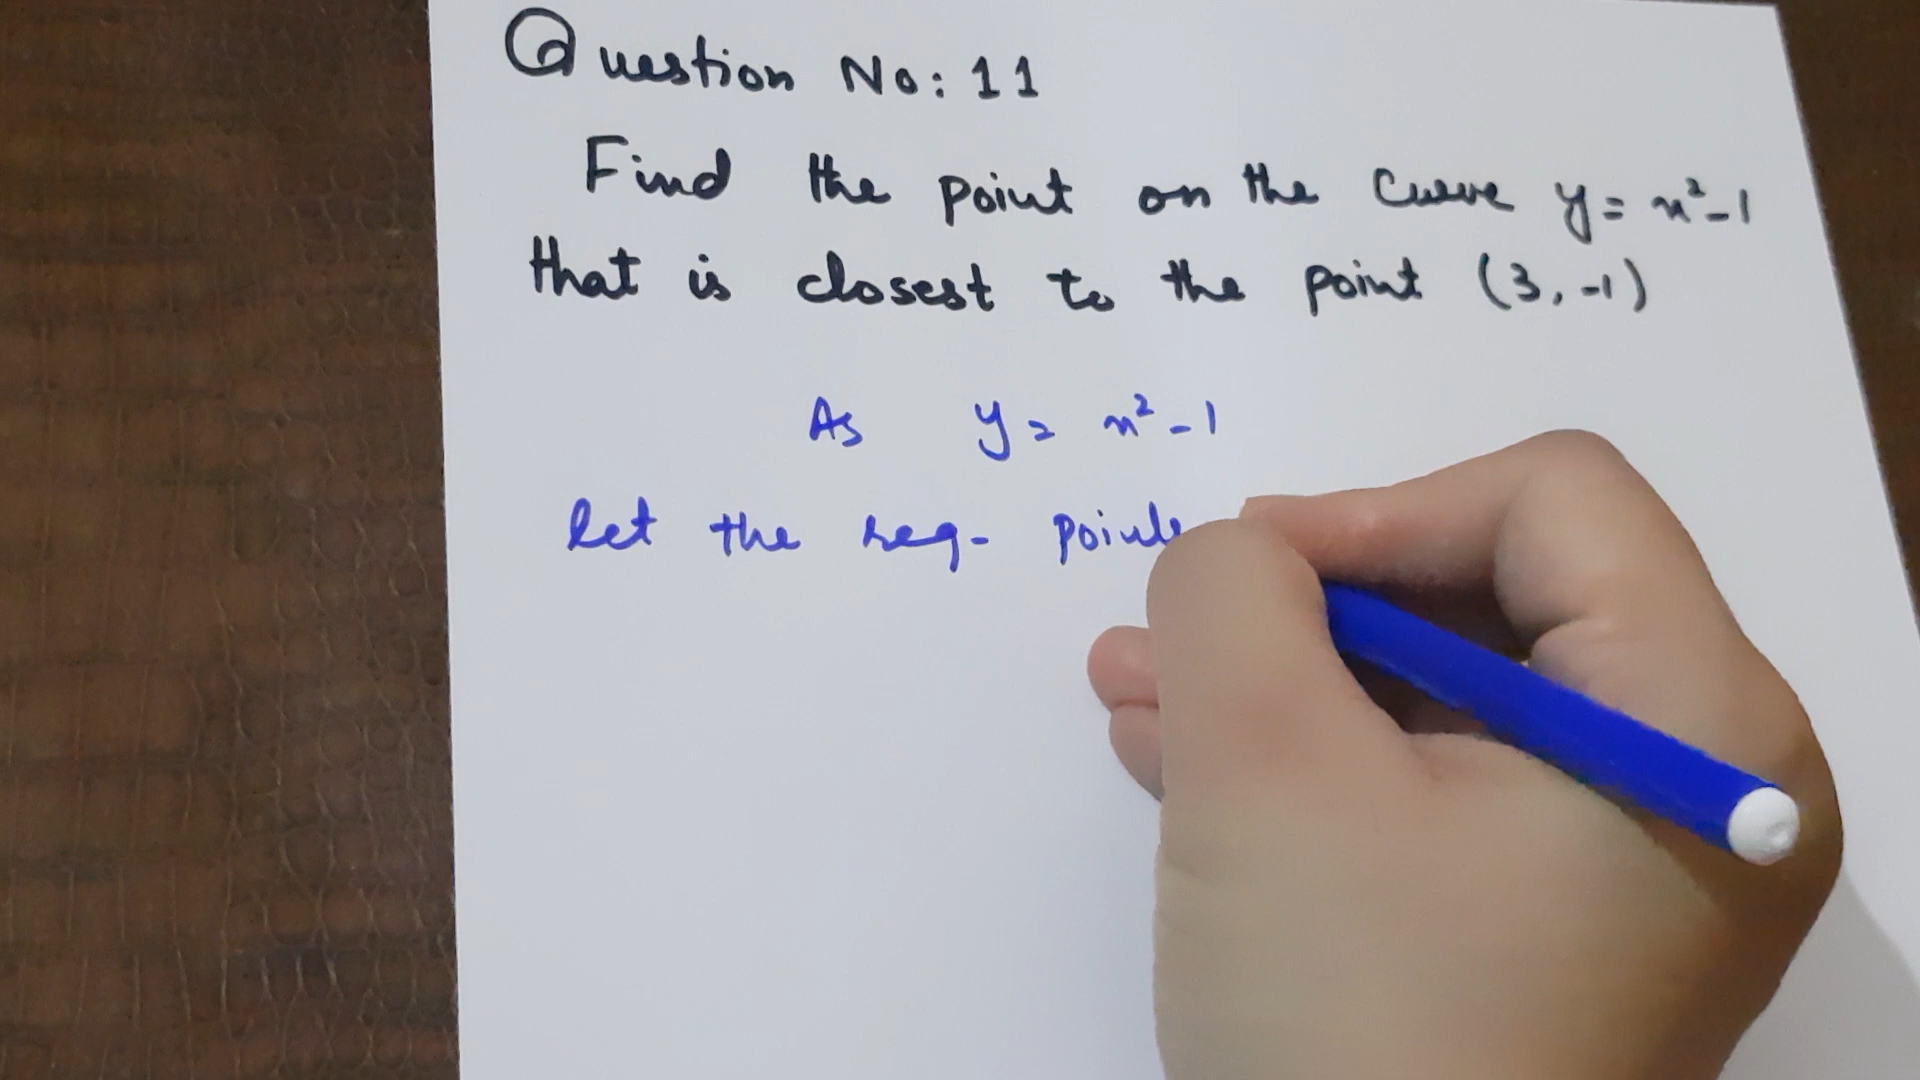 Question No: 11
Find the point on the curve y = x²-1
that is closest to the point (3, -1)
As y = x²-1
let the req- point